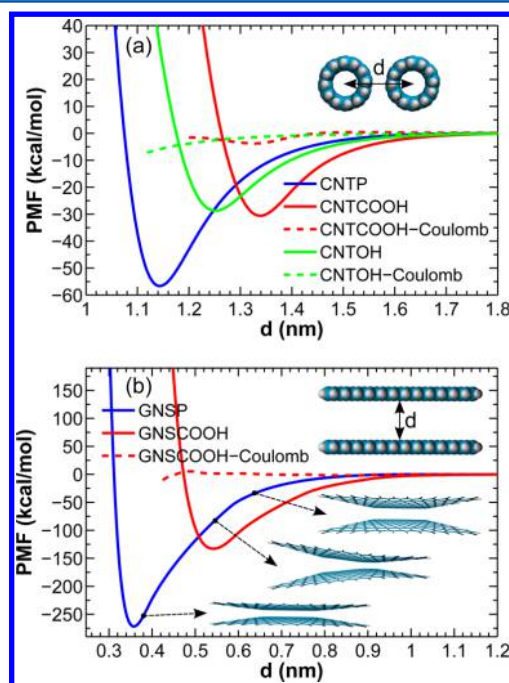 (a)
d
PMF (kcal/mol)
40
30
20
10
0
−10
−20
−30
−40
−50
−60
CNTP
CNTCOOH
CNTCOOH−Coulomb
CNTOH
CNTOH−Coulomb
1 1.1 1.2 1.3 1.4 1.5 1.6 1.7 1.8
d (nm)
(b)
d
PMF (kcal/mol)
150
100
50
0
−50
−100
−150
−200
−250
GNSP
GNSCOOH
GNSCOOH−Coulomb
0.3 0.4 0.5 0.6 0.7 0.8 0.9 1 1.1 1.2
d (nm)